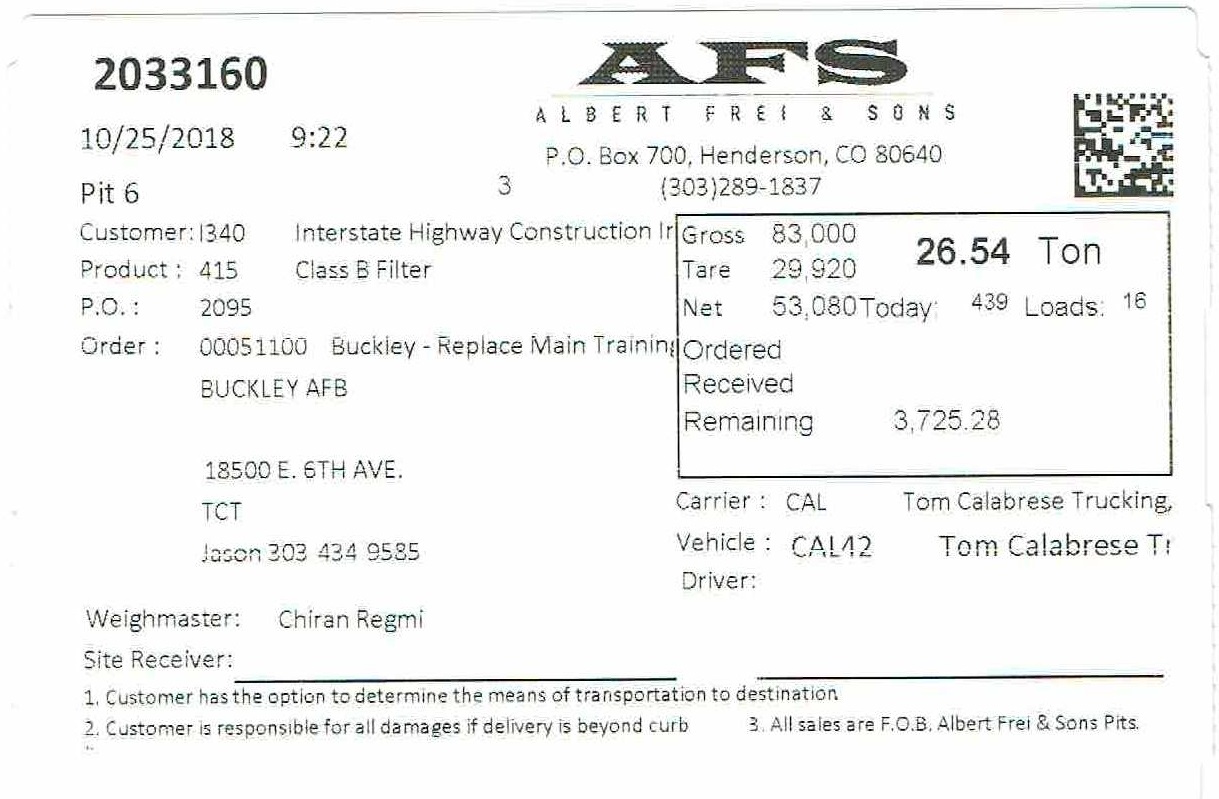 2033160
AFS
ALBERT FREI & SONS
10/25/2018 9:22
P.O. Box 700, Henderson, CO 80640
Pit 6 3 (303)289-1837
Customer: I340 Interstate Highway Construction Ir
Product : 415 Class B Filter
P.O. : 2095
Order : 00051100 Buckley - Replace Main Training
BUCKLEY AFB
18500 E. 6TH AVE.
TCT
Jason 303 434 9585
Gross 83,000 26.54 Ton
Tare 29,920
Net 53,080 Today: 439 Loads: 16
Ordered
Received
Remaining 3,725.28
Carrier : CAL Tom Calabrese Trucking,
Vehicle : CAL42 Tom Calabrese Tr
Driver:
Weighmaster: Chiran Regmi
Site Receiver:
1. Customer has the option to determine the means of transportation to destination
2. Customer is responsible for all damages if delivery is beyond curb 3. All sales are F.O.B. Albert Frei & Sons Pits.